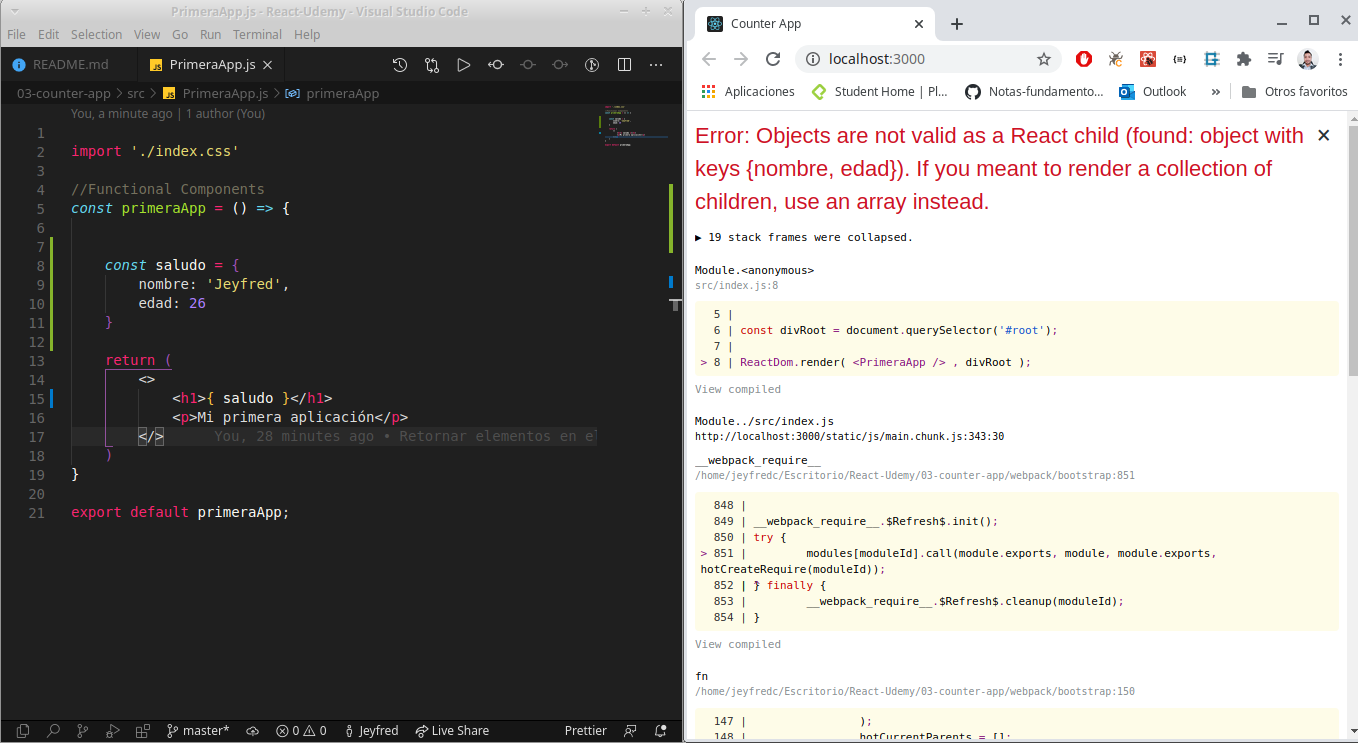 PrimeraApp.js - React-Udemy - Visual Studio Code
File Edit Selection View Go Run Terminal Help
README.md
PrimeraApp.js
03-counter-app > src > PrimeraApp.js > primeraApp
You, a minute ago | 1 author (You)
1
2 import './index.css'
3
4 //Functional Components
5 const primeraApp = () => {
6
7
8 const saludo = {
9 nombre: 'Jeyfred',
10 edad: 26
11 }
12
13 return (
14 <>
15 <h1>{ saludo }</h1>
16 <p>Mi primera aplicación</p>
17 </> You, 28 minutes ago • Retornar elementos en el
18 )
19 }
20
21 export default primeraApp;
master* 0 0 Jeyfred Live Share Prettier
Counter App
localhost:3000
Aplicaciones Student Home | Pl... Notas-fundamento... Outlook » Otros favoritos
Error: Objects are not valid as a React child (found: object with
keys {nombre, edad}). If you meant to render a collection of
children, use an array instead.
▶ 19 stack frames were collapsed.
Module.<anonymous>
src/index.js:8
5 |
6 | const divRoot = document.querySelector('#root');
7 |
> 8 | ReactDom.render( <PrimeraApp /> , divRoot );
View compiled
Module../src/index.js
http://localhost:3000/static/js/main.chunk.js:343:30
__webpack_require__
/home/jeyfredc/Escritorio/React-Udemy/03-counter-app/webpack/bootstrap:851
848 |
849 | __webpack_require__.$Refresh$.init();
850 | try {
> 851 | modules[moduleId].call(module.exports, module, module.exports,
hotCreateRequire(moduleId));
852 | } finally {
853 | __webpack_require__.$Refresh$.cleanup(moduleId);
854 | }
View compiled
fn
/home/jeyfredc/Escritorio/React-Udemy/03-counter-app/webpack/bootstrap:150
147 | );
148 | hotCurrentParents = [];